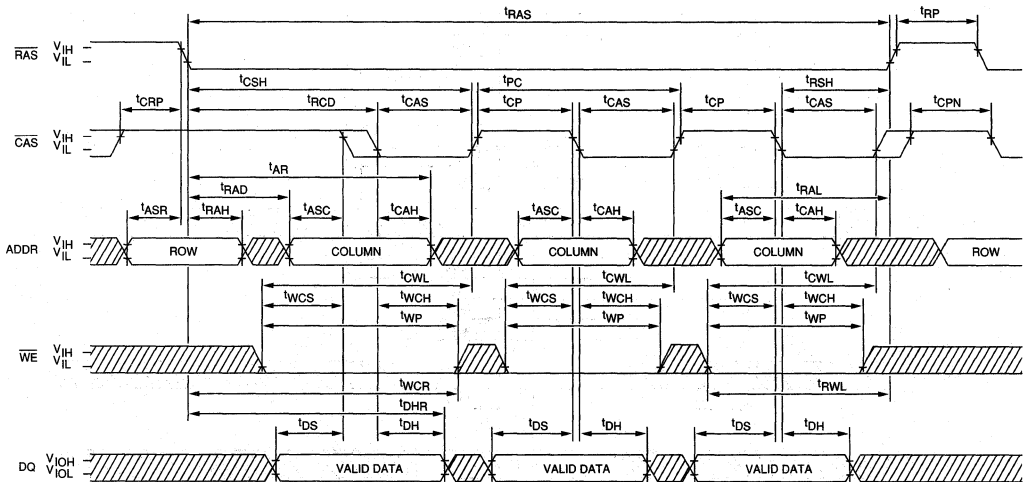 tRAS
tRP
RAS VIH
VIL
tCSH
tPC
tRSH
tCRP
tRCD
tCAS
tCP
tCAS
tCP
tCAS
tCPN
CAS VIH
VIL
tAR
tRAD
tRAL
tASR
tRAH
tASC
tCAH
tASC
tCAH
tASC
tCAH
ADDR VIH
VIL
ROW
COLUMN
COLUMN
COLUMN
ROW
tCWL
tCWL
tCWL
tWCS
tWCH
tWCS
tWCH
tWCS
tWCH
tWP
tWP
tWP
WE VIH
VIL
tWCR
tRWL
tDHR
tDS
tDH
tDS
tDH
tDS
tDH
DQ VIOH
VIOL
VALID DATA
VALID DATA
VALID DATA